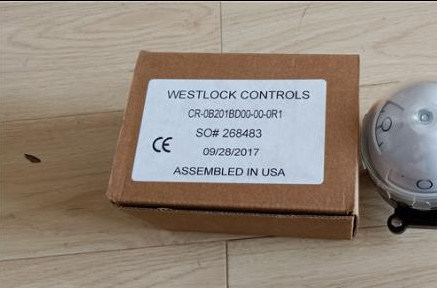 WESTLOCK CONTROLS
CR-0B201BD00-00-0R1
SO# 268483
CE
09/28/2017
ASSEMBLED IN USA